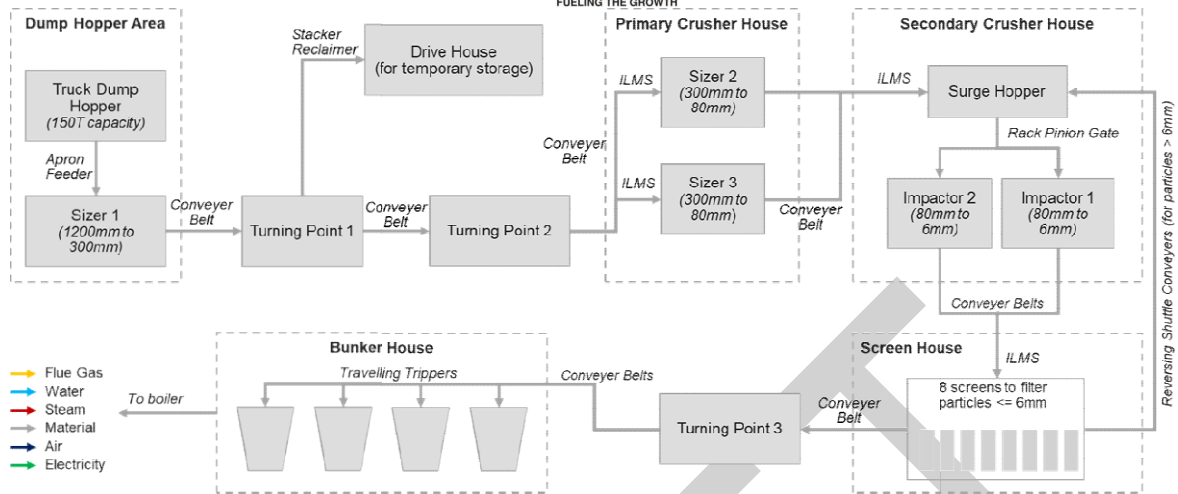 FUELING THE GROWTH
Dump Hopper Area
Truck Dump
Hopper
(150T capacity)
Apron
Feeder
Sizer 1
(1200mm to
300mm)
Conveyer
Belt
Stacker
Reclaimer
Drive House
(for temporary storage)
Turning Point 1
Conveyer
Belt
Turning Point 2
Conveyer
Belt
Primary Crusher House
ILMS
Sizer 2
(300mm to
80mm)
ILMS
Sizer 3
(300mm to
80mm)
Conveyer
Belt
Secondary Crusher House
ILMS
Surge Hopper
Rack Pinion Gate
Impactor 2
(80mm to
6mm)
Impactor 1
(80mm to
6mm)
Conveyer Belts
Reversing Shuttle Conveyers (for particles > 6mm)
Screen House
ILMS
8 screens to filter
particles <= 6mm
Conveyer
Belt
Turning Point 3
Conveyer Belts
Bunker House
Travelling Trippers
To boiler
Flue Gas
Water
Steam
Material
Air
Electricity